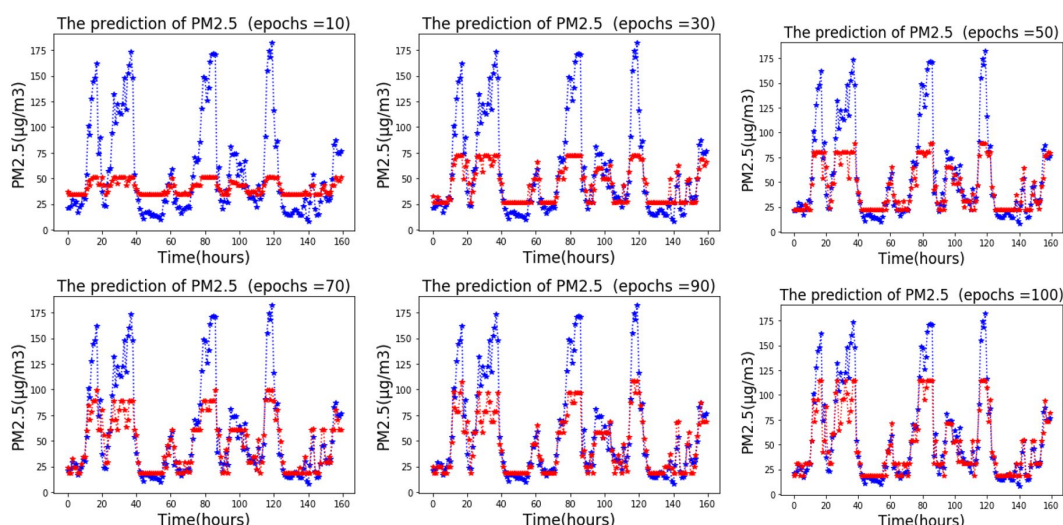 The prediction of PM2.5 (epochs =10)
PM2.5(μg/m3)
175
150
125
100
75
50
25
0
0 20 40 60 80 100 120 140 160
Time(hours)
The prediction of PM2.5 (epochs =30)
PM2.5(μg/m3)
175
150
125
100
75
50
25
0
0 20 40 60 80 100 120 140 160
Time(hours)
The prediction of PM2.5 (epochs =50)
PM2.5(μg/m3)
175
150
125
100
75
50
25
0
0 20 40 60 80 100 120 140 160
Time(hours)
The prediction of PM2.5 (epochs =70)
PM2.5(μg/m3)
175
150
125
100
75
50
25
0
0 20 40 60 80 100 120 140 160
Time(hours)
The prediction of PM2.5 (epochs =90)
PM2.5(μg/m3)
175
150
125
100
75
50
25
0
0 20 40 60 80 100 120 140 160
Time(hours)
The prediction of PM2.5 (epochs =100)
PM2.5(μg/m3)
175
150
125
100
75
50
25
0
0 20 40 60 80 100 120 140 160
Time(hours)